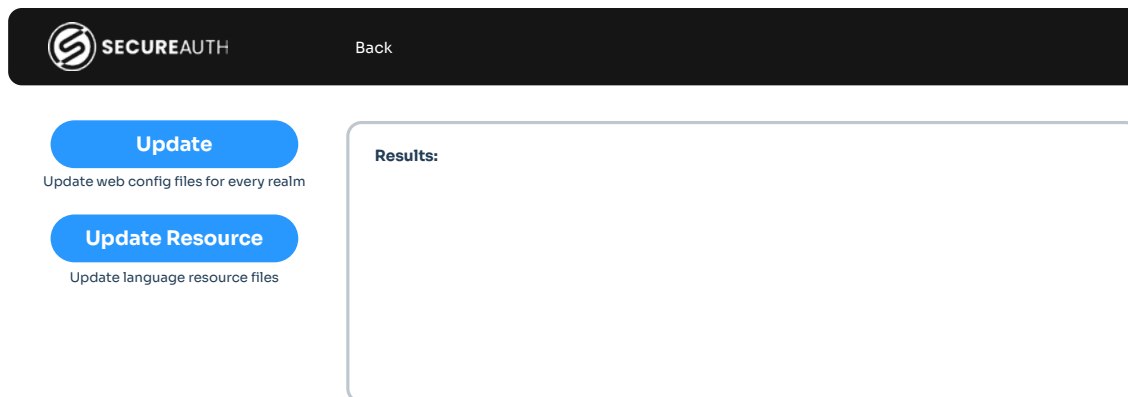 SECUREAUTH
Back
Update
Update web config files for every realm
Update Resource
Update language resource files
Results: